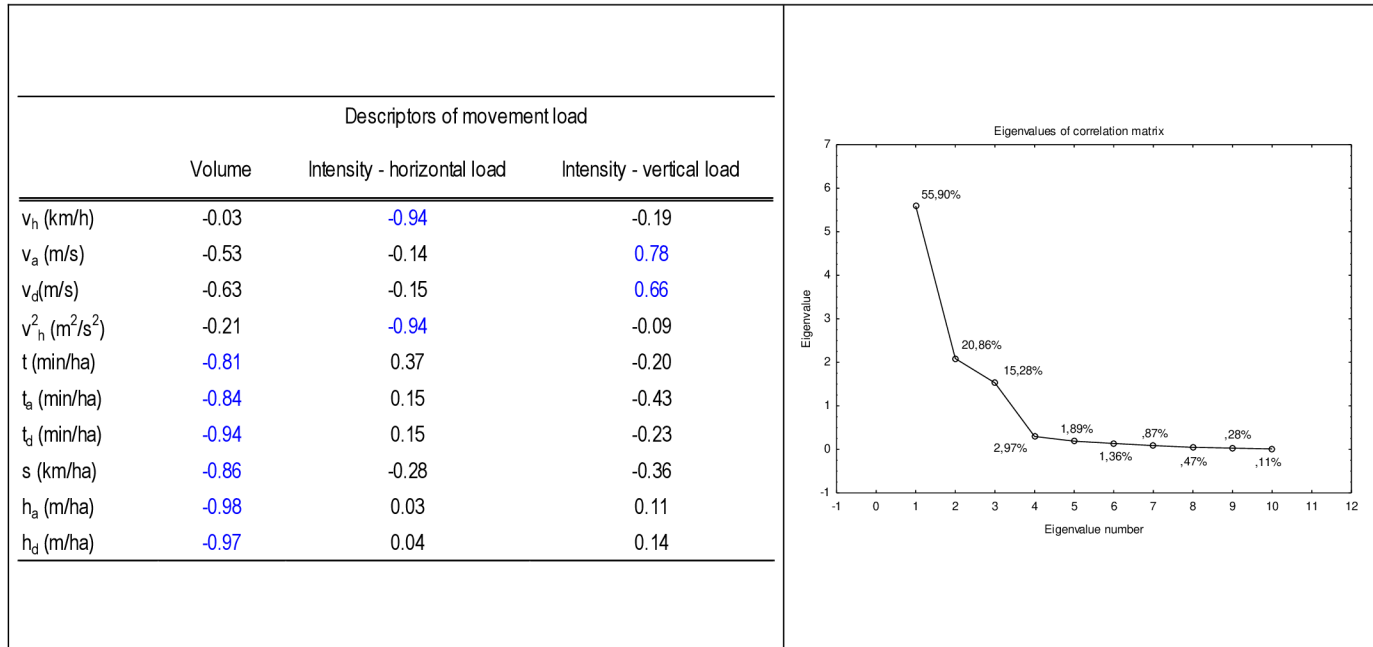 Descriptors of movement load
Volume Intensity - horizontal load Intensity - vertical load
vₕ (km/h) -0.03 -0.94 -0.19
vₐ (m/s) -0.53 -0.14 0.78
v_d(m/s) -0.63 -0.15 0.66
v²ₕ (m²/s²) -0.21 -0.94 -0.09
t (min/ha) -0.81 0.37 -0.20
tₐ (min/ha) -0.84 0.15 -0.43
t_d (min/ha) -0.94 0.15 -0.23
s (km/ha) -0.86 -0.28 -0.36
hₐ (m/ha) -0.98 0.03 0.11
h_d (m/ha) -0.97 0.04 0.14
Eigenvalues of correlation matrix
7
6
5
4
3
2
1
0
-1
Eigenvalue
55,90%
20,86%
15,28%
2,97%
1,89%
1,36%
,87%
,47%
,28%
,11%
-1 0 1 2 3 4 5 6 7 8 9 10 11 12
Eigenvalue number